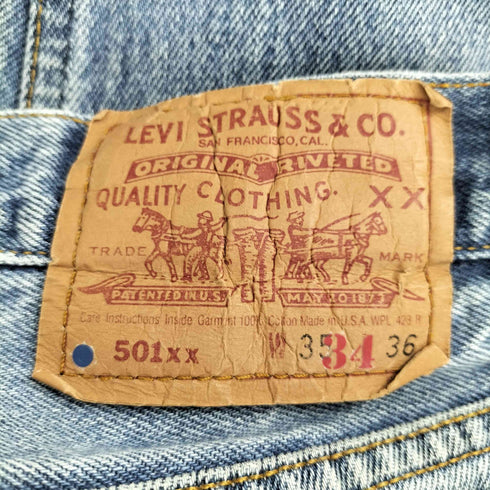 LEVI STRAUSS & CO.
SAN FRANCISCO, CAL.
ORIGINAL RIVETED
QUALITY CLOTHING. XX
TRADE MARK
PATENTED IN U.S. MAY 20 1873
Care Instructions Inside Garment 100% Cotton Made in U.S.A. WPL 423 R
501XX W 35 34 36